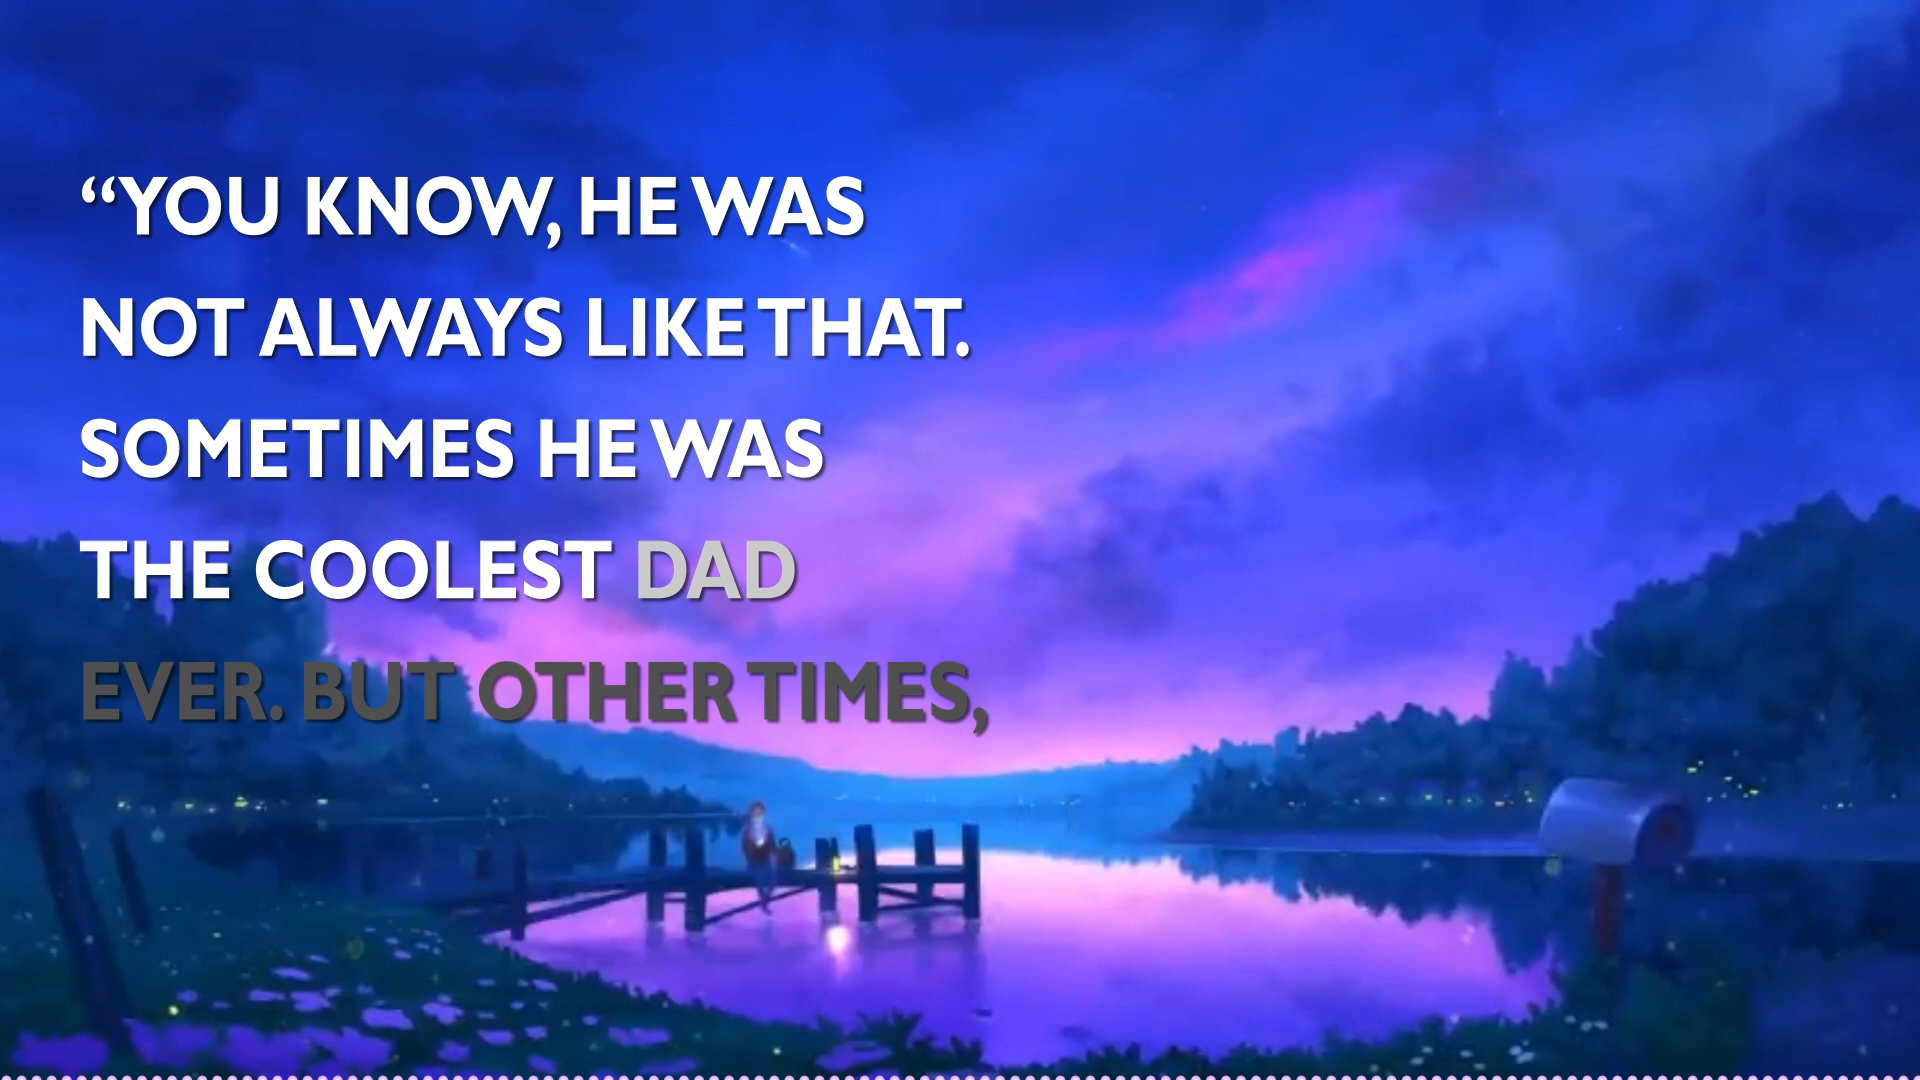 “YOU KNOW, HE WAS
NOT ALWAYS LIKE THAT.
SOMETIMES HE WAS
THE COOLEST DAD
EVER. BUT OTHER TIMES,